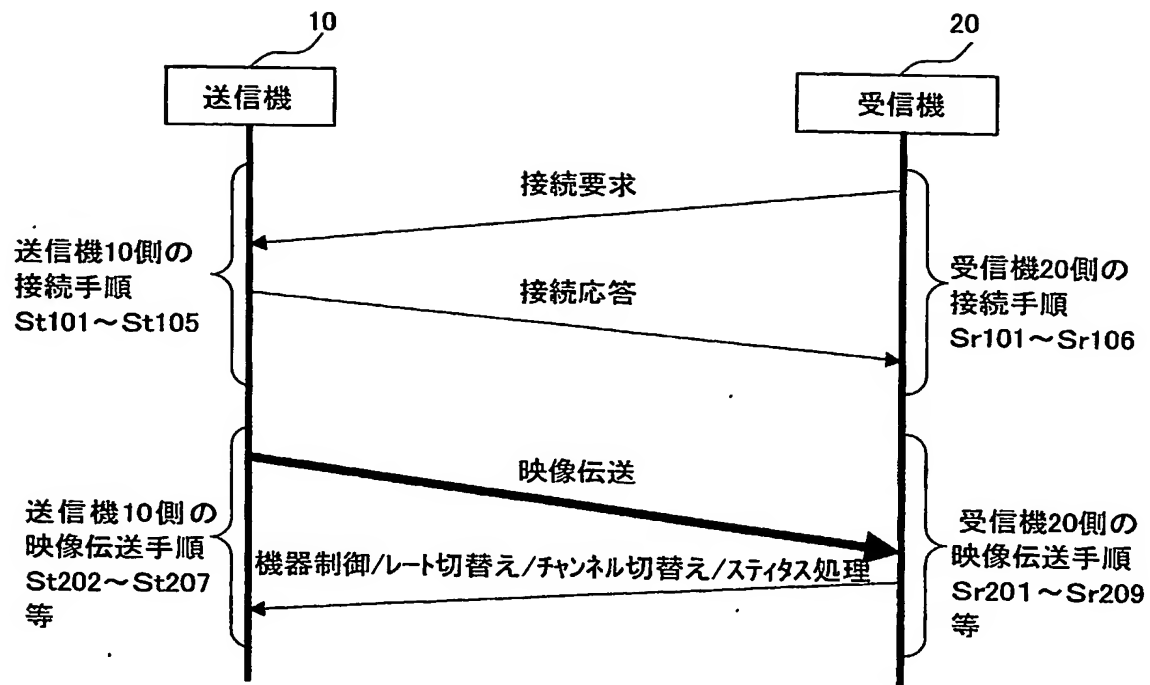 10
20
送信機
受信機
接続要求
送信機10側の
接続手順
St101～St105
受信機20側の
接続手順
Sr101～Sr106
接続応答
映像伝送
送信機10側の
映像伝送手順
St202～St207
等
受信機20側の
映像伝送手順
Sr201～Sr209
等
機器制御/レート切替え/チャンネル切替え/スティタス処理